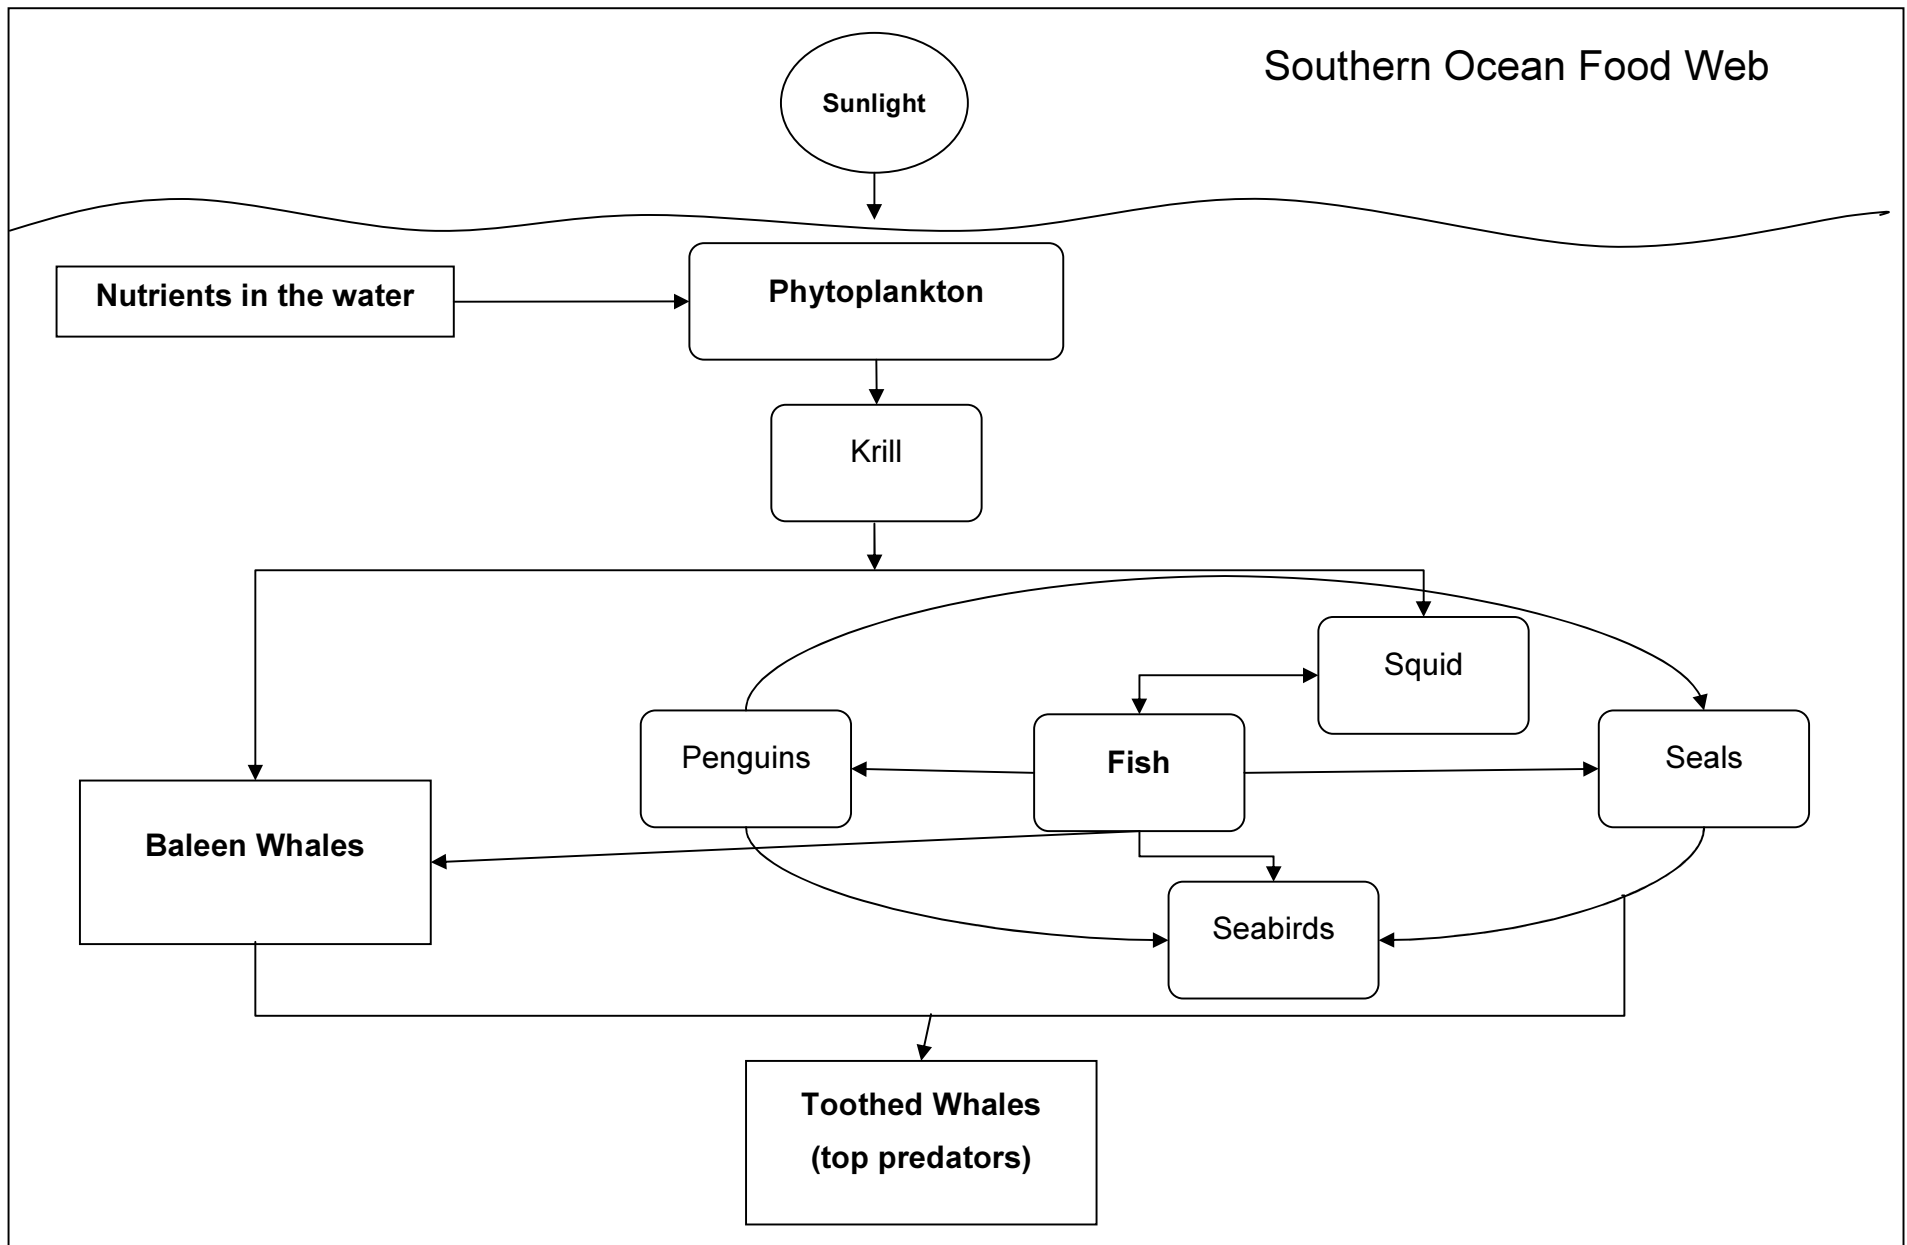 Southern Ocean Food Web
Sunlight
Nutrients in the water
Phytoplankton
Krill
Squid
Penguins
Fish
Seals
Baleen Whales
Seabirds
Toothed Whales
(top predators)